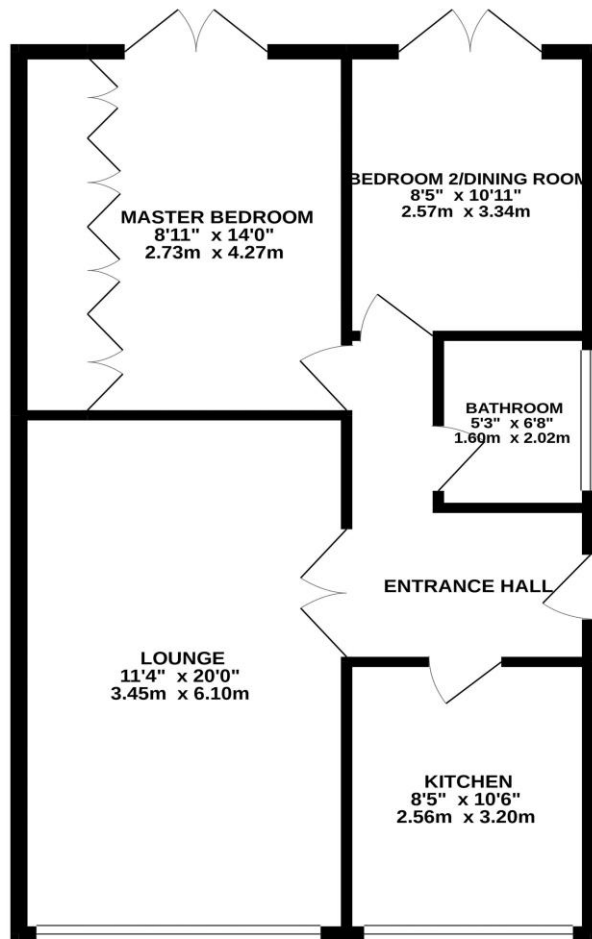 BEDROOM 2/DINING ROOM
8'5" x 10'11"
2.57m x 3.34m
MASTER BEDROOM
8'11" x 14'0"
2.73m x 4.27m
BATHROOM
5'3" x 6'8"
1.60m x 2.02m
ENTRANCE HALL
LOUNGE
11'4" x 20'0"
3.45m x 6.10m
KITCHEN
8'5" x 10'6"
2.56m x 3.20m